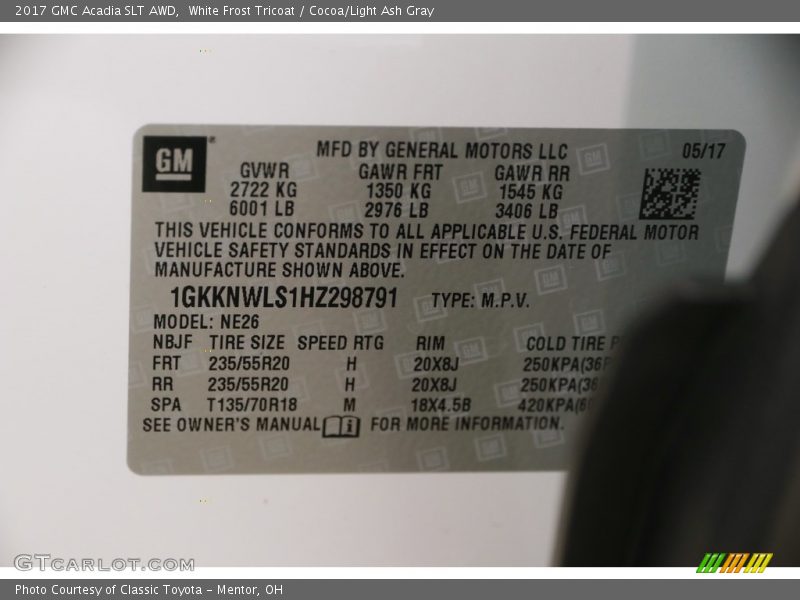 2017 GMC Acadia SLT AWD, White Frost Tricoat / Cocoa/Light Ash Gray
GM
MFD BY GENERAL MOTORS LLC 05/17
GVWR GAWR FRT GAWR RR
2722 KG 1350 KG 1545 KG
6001 LB 2976 LB 3406 LB
THIS VEHICLE CONFORMS TO ALL APPLICABLE U.S. FEDERAL MOTOR
VEHICLE SAFETY STANDARDS IN EFFECT ON THE DATE OF
MANUFACTURE SHOWN ABOVE.
1GKKNWLS1HZ298791 TYPE: M.P.V.
MODEL: NE26
NBJF TIRE SIZE SPEED RTG RIM COLD TIRE
FRT 235/55R20 H 20X8J 250KPA(36
RR 235/55R20 H 20X8J 250KPA(36
SPA T135/70R18 M 18X4.5B 420KPA(60
SEE OWNER'S MANUAL i FOR MORE INFORMATION.
GTCARLOT.COM
Photo Courtesy of Classic Toyota – Mentor, OH